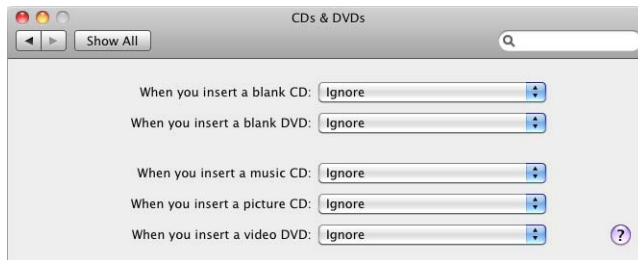 CDs & DVDs
Show All
When you insert a blank CD: Ignore
When you insert a blank DVD: Ignore
When you insert a music CD: Ignore
When you insert a picture CD: Ignore
When you insert a video DVD: Ignore
?